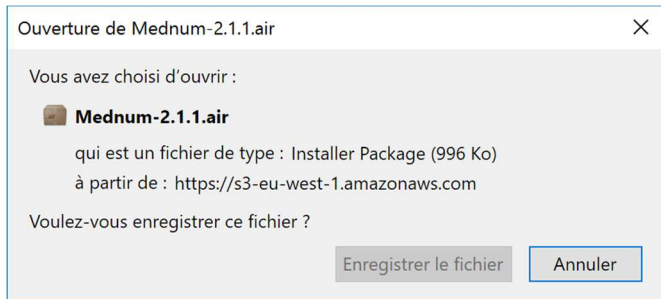 Ouverture de Mednum-2.1.1.air
Vous avez choisi d’ouvrir :
Mednum-2.1.1.air
qui est un fichier de type : Installer Package (996 Ko)
à partir de : https://s3-eu-west-1.amazonaws.com
Voulez-vous enregistrer ce fichier ?
Enregistrer le fichier Annuler